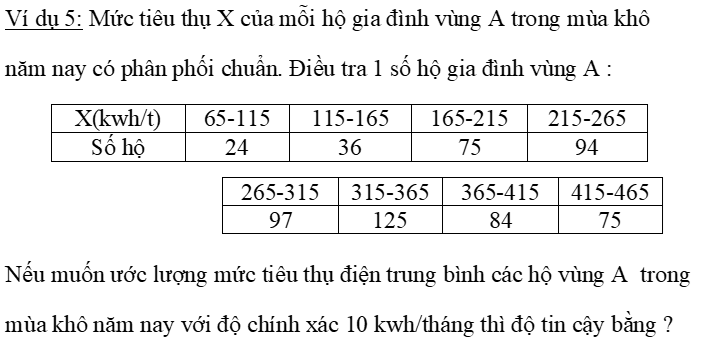 Ví dụ 5: Mức tiêu thụ X của mỗi hộ gia đình vùng A trong mùa khô
năm nay có phân phối chuẩn. Điều tra 1 số hộ gia đình vùng A :
X(kwh/t) 65-115 115-165 165-215 215-265
Số hộ 24 36 75 94
265-315 315-365 365-415 415-465
97 125 84 75
Nếu muốn ước lượng mức tiêu thụ điện trung bình các hộ vùng A trong
mùa khô năm nay với độ chính xác 10 kwh/tháng thì độ tin cậy bằng ?